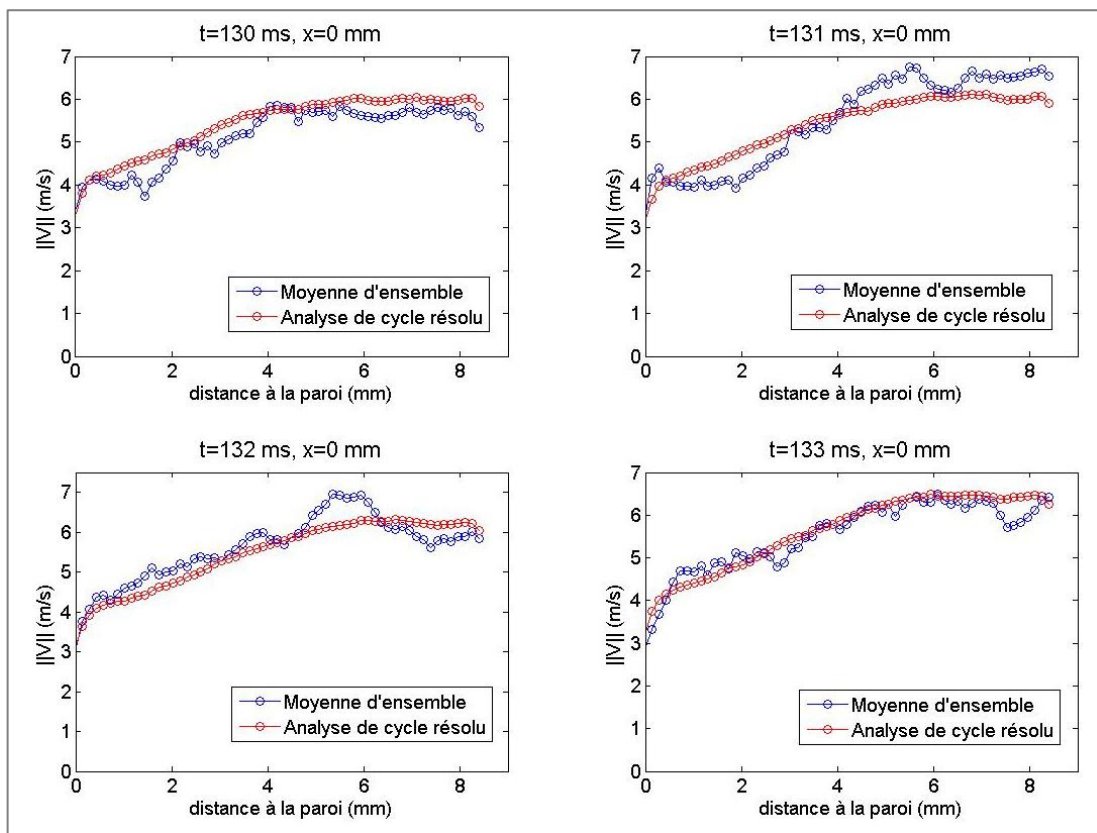 t=130 ms, x=0 mm
7
6
5
4
3
2
1
0
||V|| (m/s)
0 2 4 6 8
distance à la paroi (mm)
Moyenne d'ensemble
Analyse de cycle résolu
t=131 ms, x=0 mm
7
6
5
4
3
2
1
0
||V|| (m/s)
0 2 4 6 8
distance à la paroi (mm)
Moyenne d'ensemble
Analyse de cycle résolu
t=132 ms, x=0 mm
7
6
5
4
3
2
1
0
||V|| (m/s)
0 2 4 6 8
distance à la paroi (mm)
Moyenne d'ensemble
Analyse de cycle résolu
t=133 ms, x=0 mm
7
6
5
4
3
2
1
0
||V|| (m/s)
0 2 4 6 8
distance à la paroi (mm)
Moyenne d'ensemble
Analyse de cycle résolu